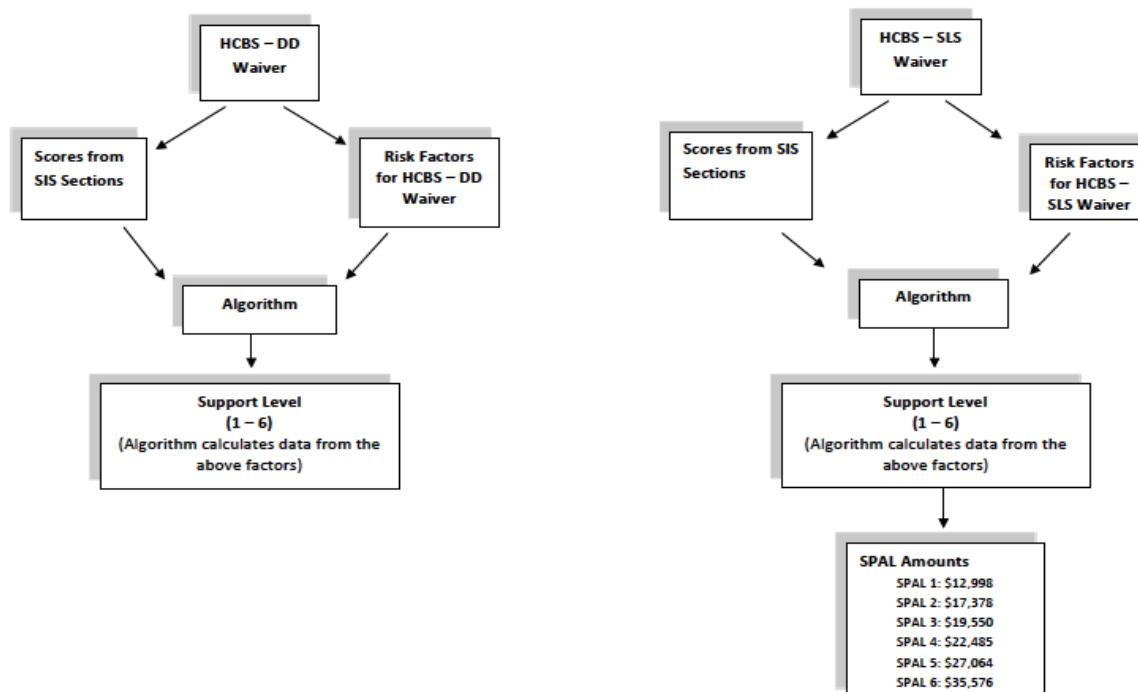 HCBS – DD
Waiver
Scores from
SIS Sections
Risk Factors
for HCBS – DD
Waiver
Algorithm
Support Level
(1 – 6)
(Algorithm calculates data from the
above factors)
HCBS – SLS
Waiver
Scores from SIS
Sections
Risk Factors
for HCBS –
SLS Waiver
Algorithm
Support Level
(1 – 6)
(Algorithm calculates data from the
above factors)
SPAL Amounts
SPAL 1: $12,998
SPAL 2: $17,378
SPAL 3: $19,550
SPAL 4: $22,485
SPAL 5: $27,064
SPAL 6: $35,576